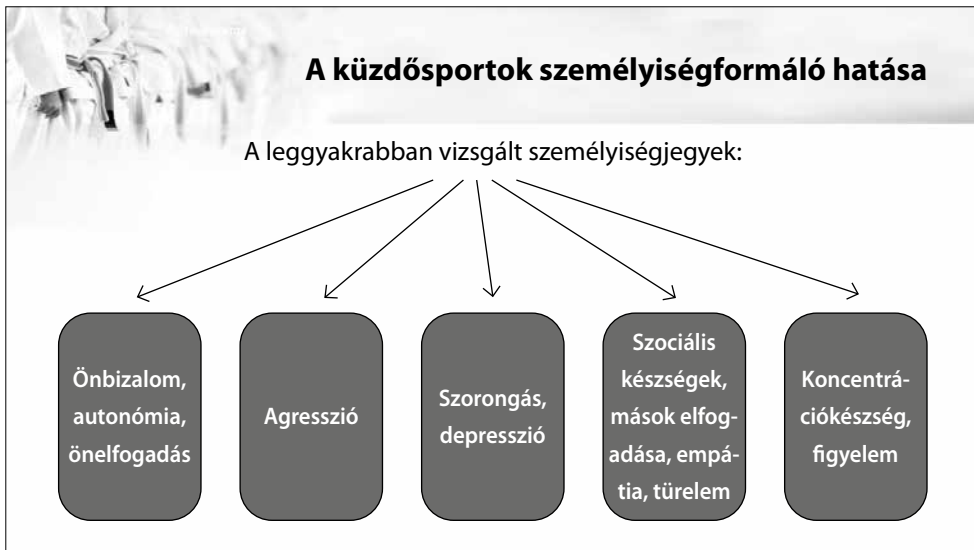 A küzdősportok személyiségformáló hatása
A leggyakrabban vizsgált személyiségjegyek:
Önbizalom,
autonómia,
önelfogadás
Agresszió
Szorongás,
depresszió
Szociális
készségek,
mások elfog-
adása, empá-
tia, türelem
Koncentrá-
ciókészség,
figyelem